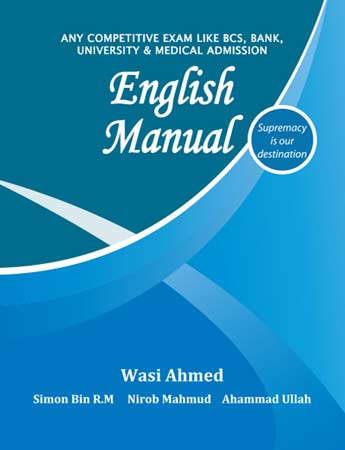 ANY COMPETITIVE EXAM LIKE BCS, BANK,
UNIVERSITY & MEDICAL ADMISSION
English
Manual
Supremacy
is our
destination
Wasi Ahmed
Simon Bin R.M Nirob Mahmud Ahammad Ullah